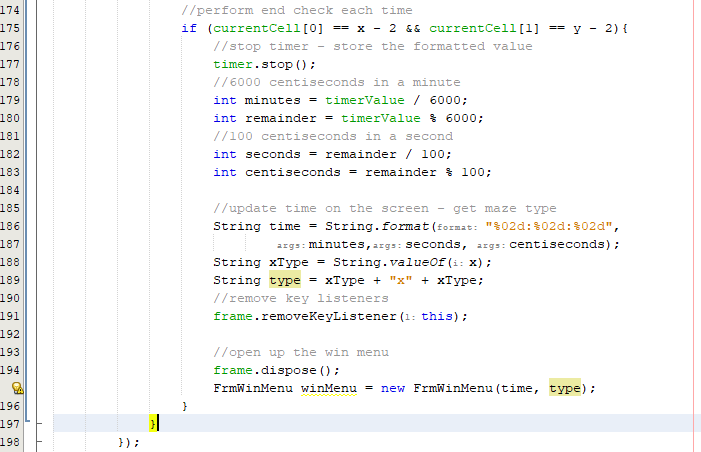 174 //perform end check each time
175 if (currentCell[0] == x - 2 && currentCell[1] == y - 2){
176 //stop timer - store the formatted value
177 timer.stop();
178 //6000 centiseconds in a minute
179 int minutes = timerValue / 6000;
180 int remainder = timerValue % 6000;
181 //100 centiseconds in a second
182 int seconds = remainder / 100;
183 int centiseconds = remainder % 100;
184
185 //update time on the screen - get maze type
186 String time = String.format(format: "%02d:%02d:%02d",
187 args: minutes,args: seconds, args: centiseconds);
188 String xType = String.valueOf(i: x);
189 String type = xType + "x" + xType;
190 //remove key listeners
191 frame.removeKeyListener(l: this);
192
193 //open up the win menu
194 frame.dispose();
FrmWinMenu winMenu = new FrmWinMenu(time, type);
196 }
197 }
198 });